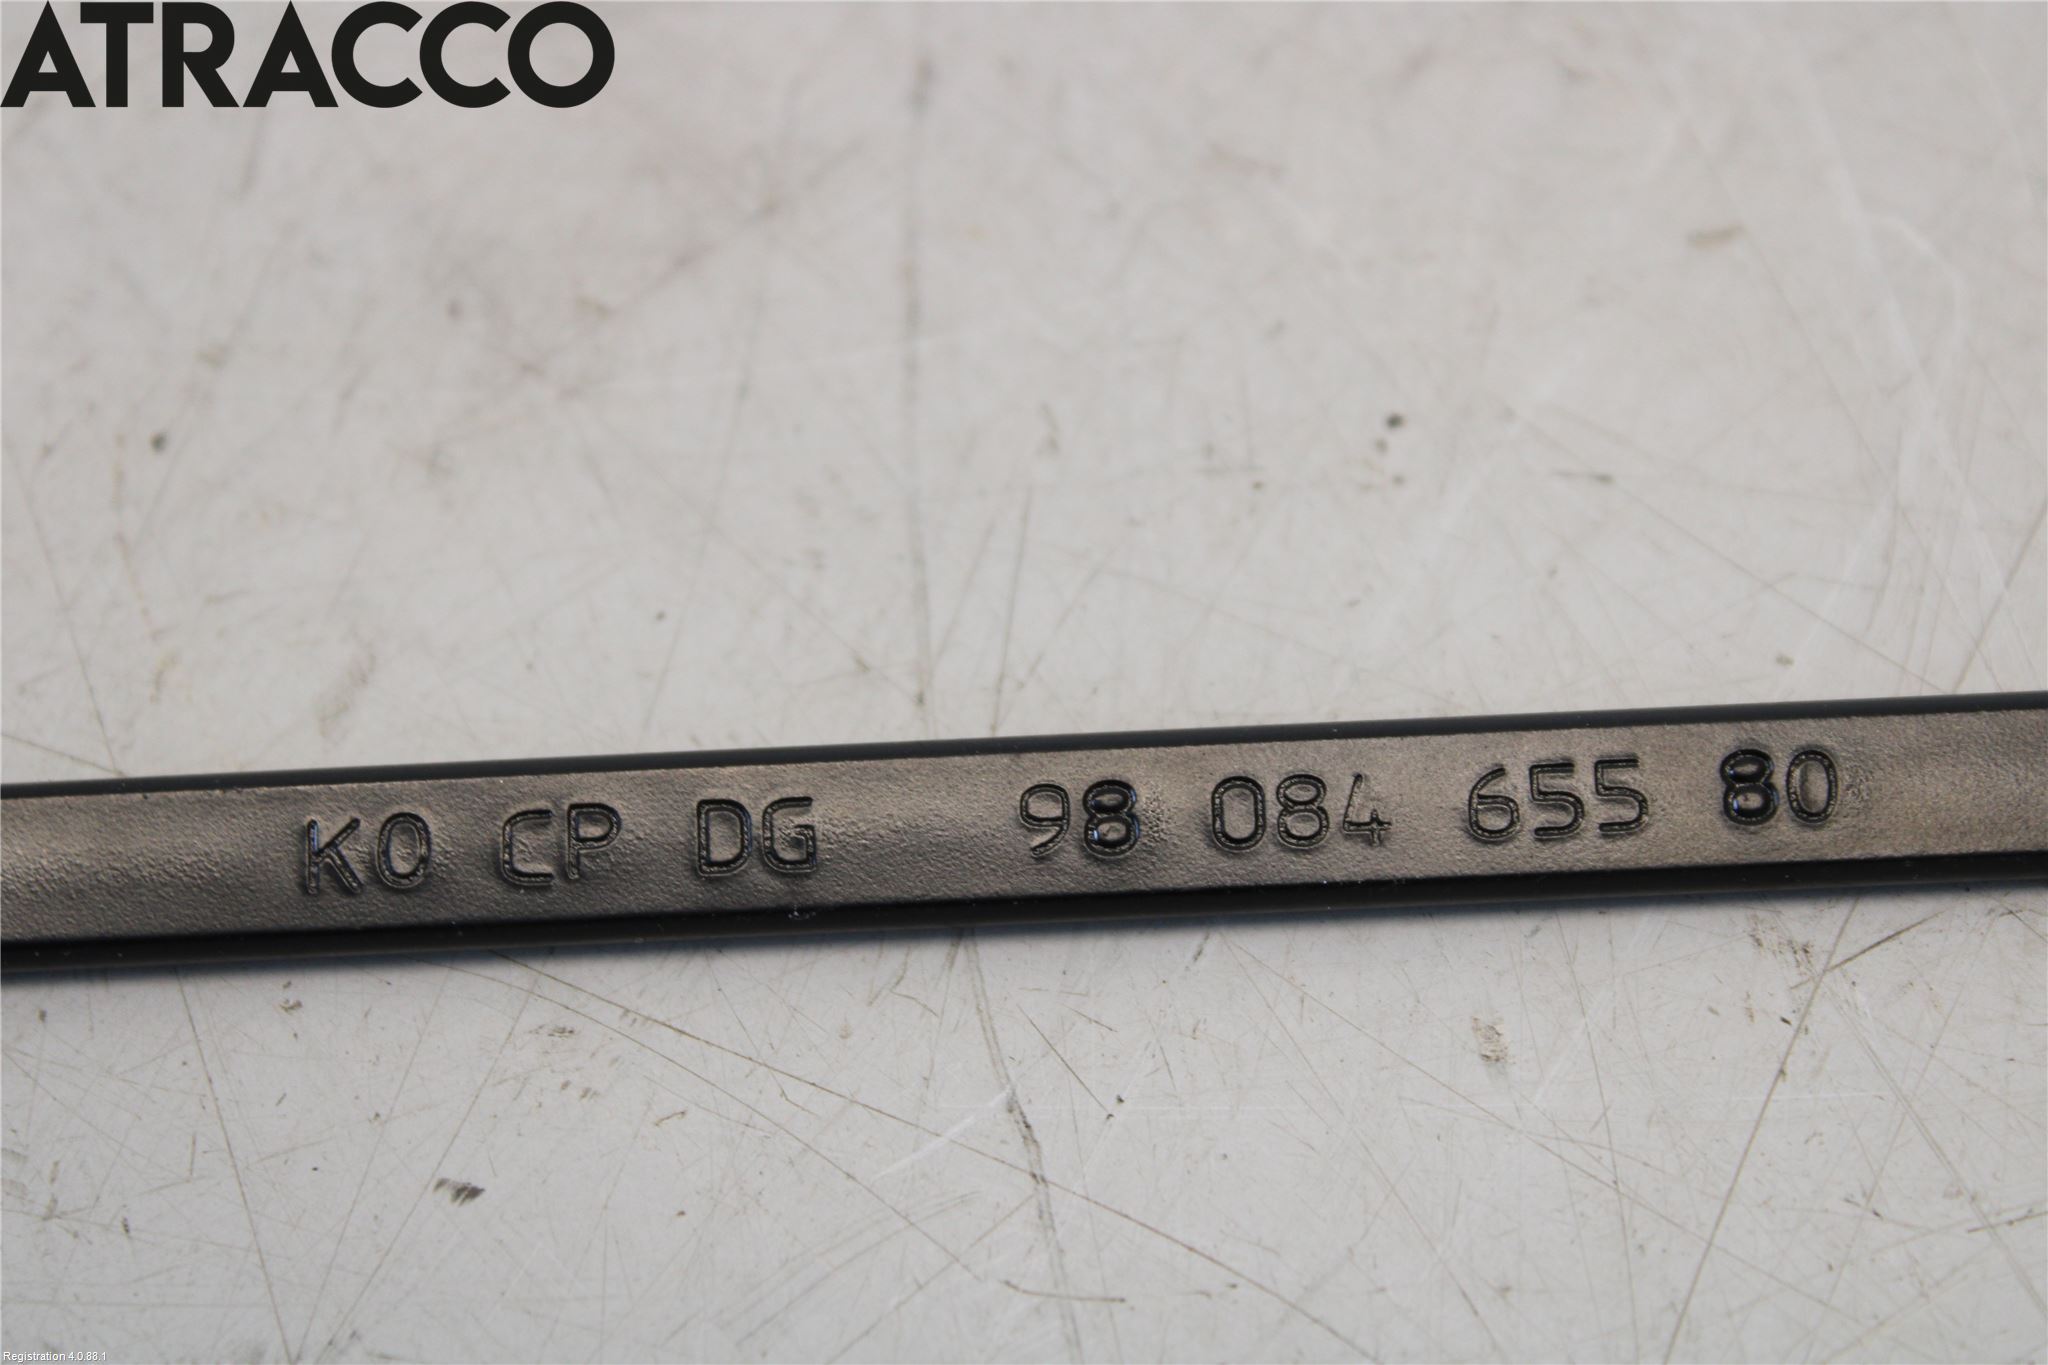 ATRACCO
K0 CP DG 98 084 655 80
Registration 4.0.88.1